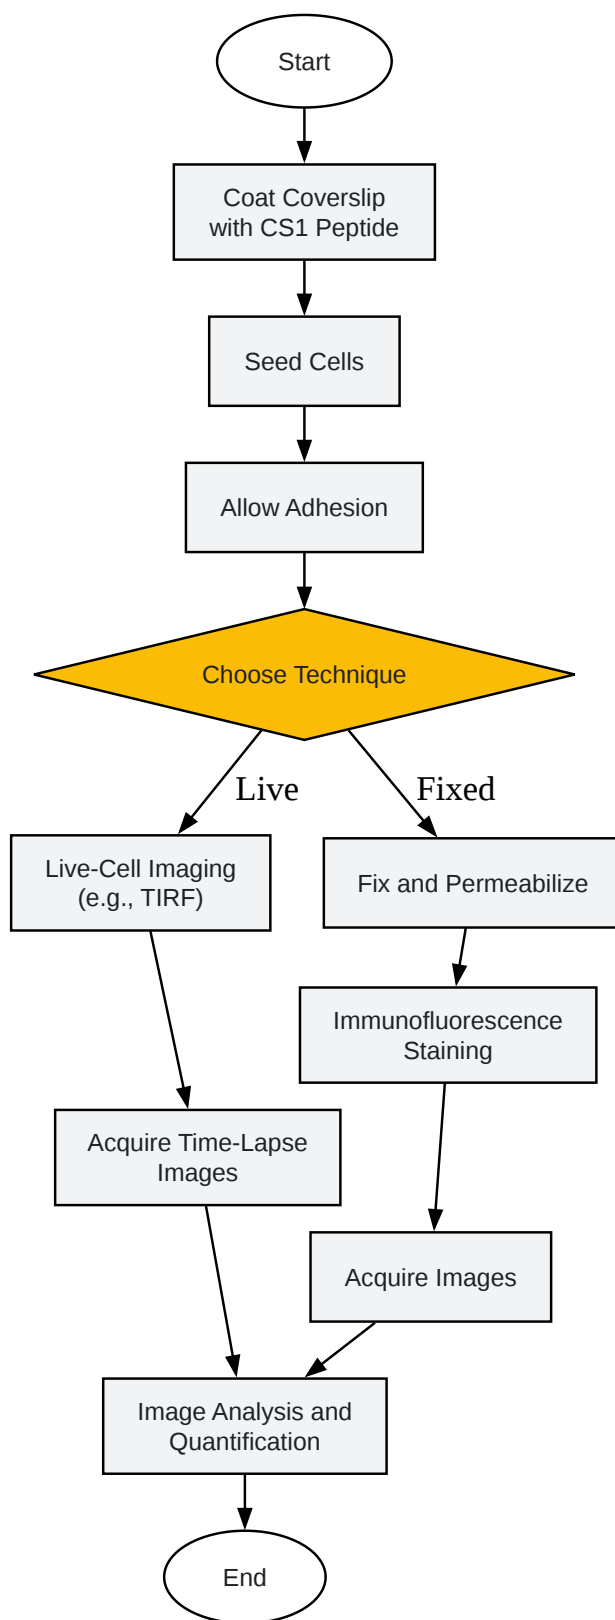 Start
Coat Coverslip
with CS1 Peptide
Seed Cells
Allow Adhesion
Choose Technique
Live
Fixed
Live-Cell Imaging
(e.g., TIRF)
Fix and Permeabilize
Immunofluorescence
Staining
Acquire Time-Lapse
Images
Acquire Images
Image Analysis and
Quantification
End